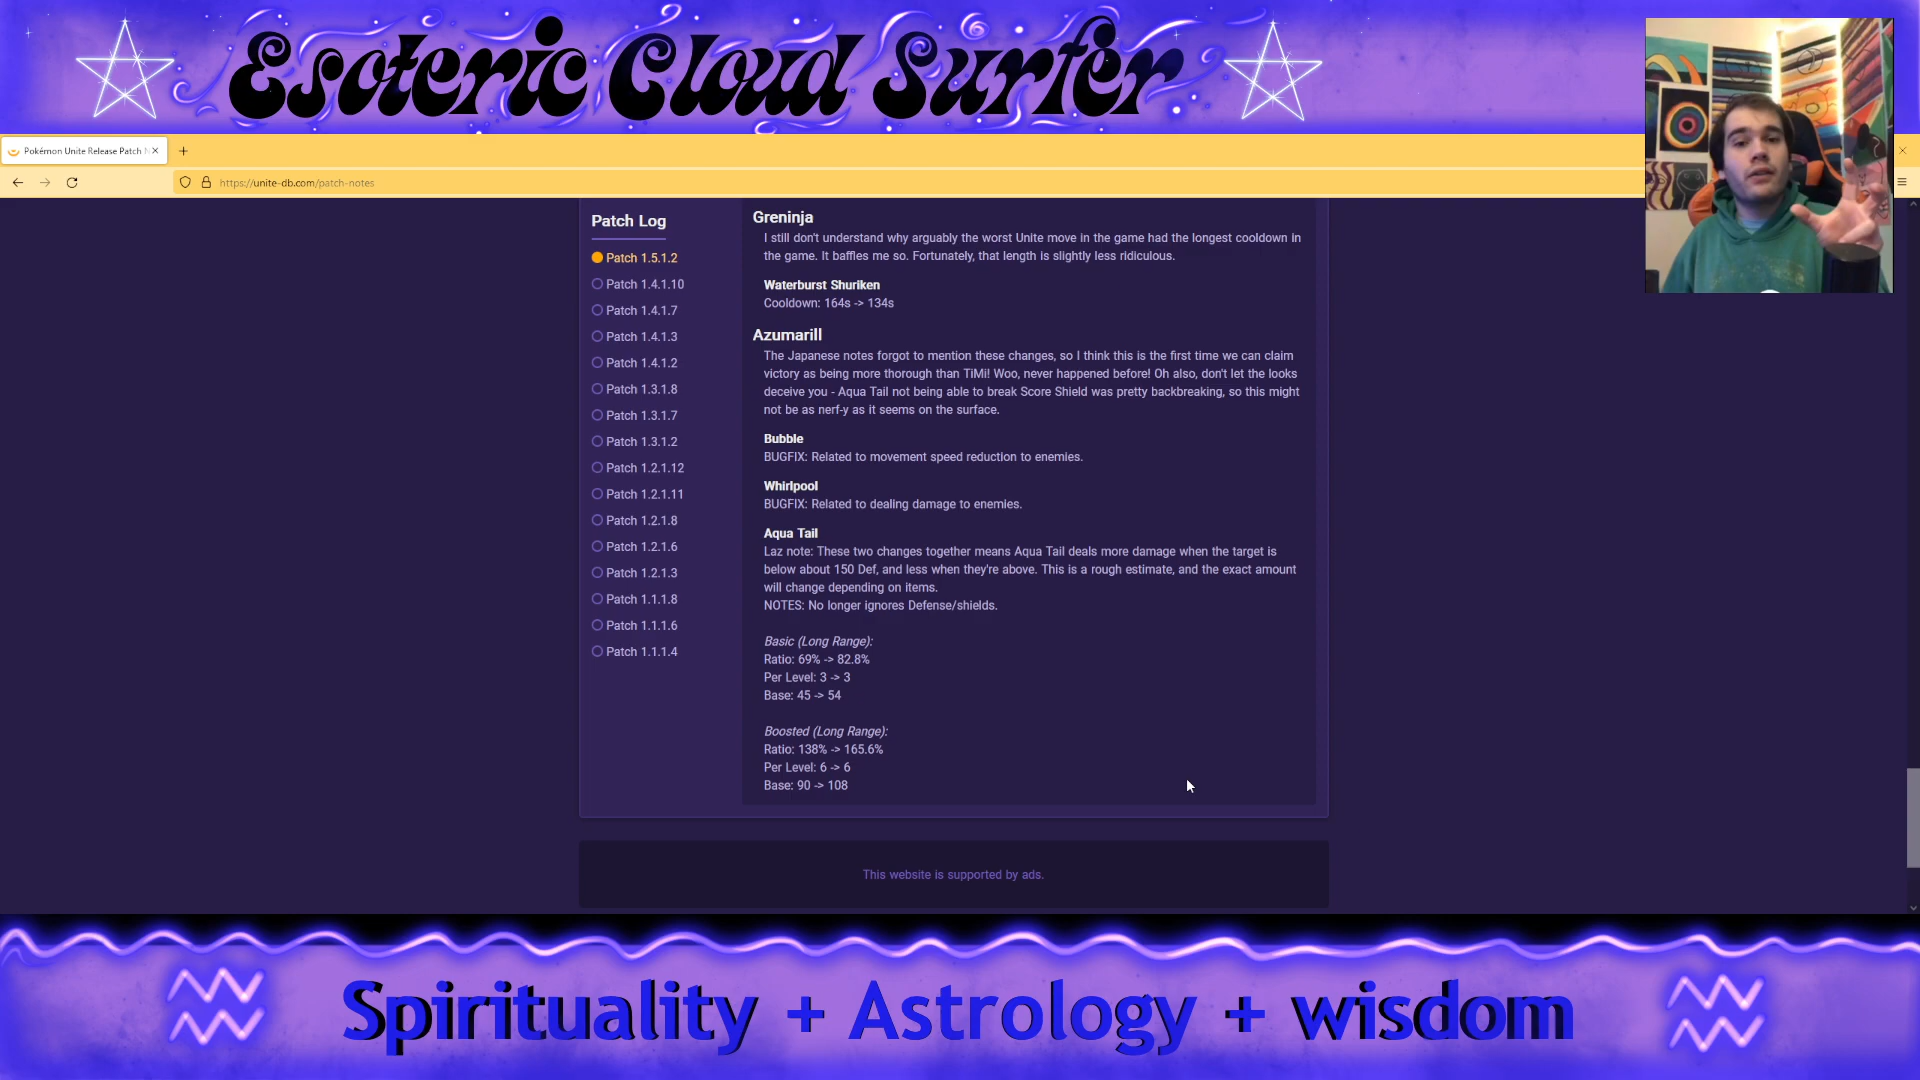 Esoteric Cloud Surfer
Pokémon Unite Release Patch N
https://unite-db.com/patch-notes
Patch Log
Patch 1.5.1.2
Patch 1.4.1.10
Patch 1.4.1.7
Patch 1.4.1.3
Patch 1.4.1.2
Patch 1.3.1.8
Patch 1.3.1.7
Patch 1.3.1.2
Patch 1.2.1.12
Patch 1.2.1.11
Patch 1.2.1.8
Patch 1.2.1.6
Patch 1.2.1.3
Patch 1.1.1.8
Patch 1.1.1.6
Patch 1.1.1.4
Greninja
I still don't understand why arguably the worst Unite move in the game had the longest cooldown in
the game. It baffles me so. Fortunately, that length is slightly less ridiculous.
Waterburst Shuriken
Cooldown: 164s -> 134s
Azumarill
The Japanese notes forgot to mention these changes, so I think this is the first time we can claim
victory as being more thorough than TiMi! Woo, never happened before! Oh also, don't let the looks
deceive you - Aqua Tail not being able to break Score Shield was pretty backbreaking, so this might
not be as nerf-y as it seems on the surface.
Bubble
BUGFIX: Related to movement speed reduction to enemies.
Whirlpool
BUGFIX: Related to dealing damage to enemies.
Aqua Tail
Laz note: These two changes together means Aqua Tail deals more damage when the target is
below about 150 Def, and less when they're above. This is a rough estimate, and the exact amount
will change depending on items.
NOTES: No longer ignores Defense/shields.
Basic (Long Range):
Ratio: 69% -> 82.8%
Per Level: 3 -> 3
Base: 45 -> 54
Boosted (Long Range):
Ratio: 138% -> 165.6%
Per Level: 6 -> 6
Base: 90 -> 108
This website is supported by ads.
Spirituality + Astrology + wisdom